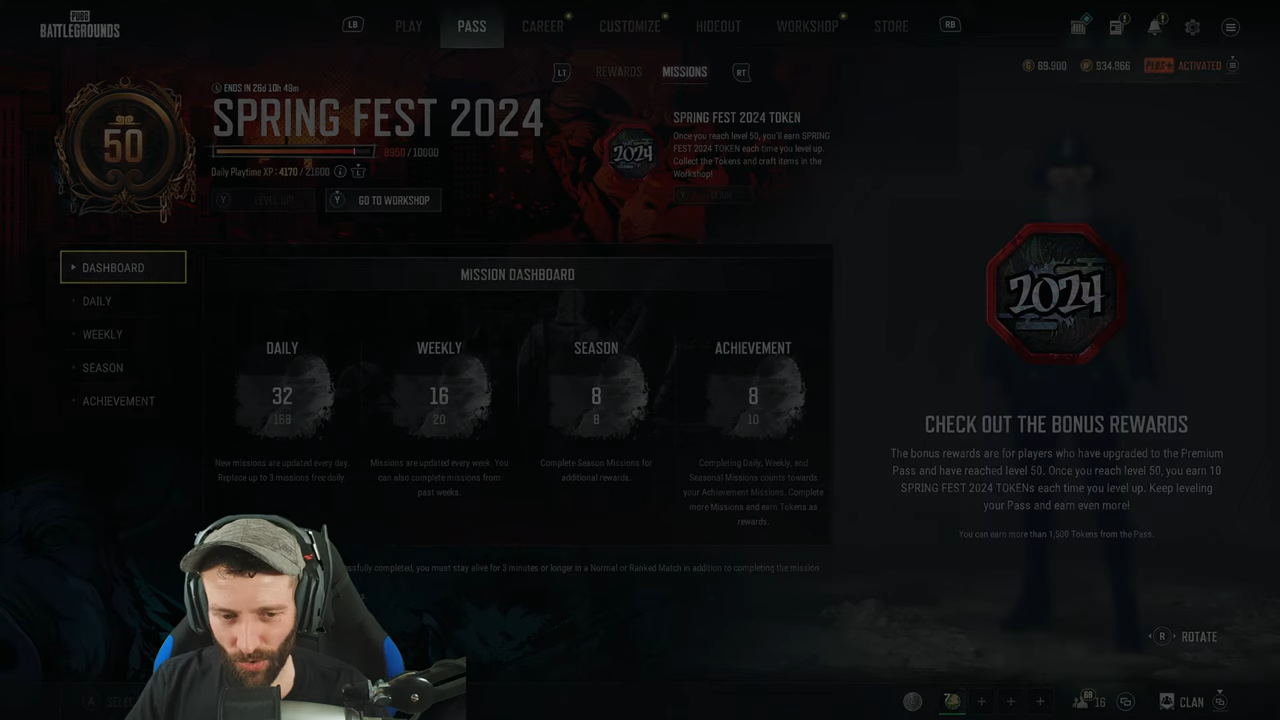 PUBG
BATTLEGROUNDS
LB
PLAY
PASS
CAREER
CUSTOMIZE
HIDEOUT
WORKSHOP
STORE
RB
LT
REWARDS
MISSIONS
RT
69.900
934.966
PLUS+ ACTIVATED
50
ENDS IN 26d 10h 49m
SPRING FEST 2024
8950 / 10000
Daily Playtime XP : 4170 / 21600
L
Y LEVEL UP
Y GO TO WORKSHOP
2024
SPRING FEST 2024 TOKEN
Once you reach level 50, you'll earn SPRING
FEST 2024 TOKEN each time you level up.
Collect the Tokens and craft items in the
Workshop!
Y CLAIM
DASHBOARD
DAILY
WEEKLY
SEASON
ACHIEVEMENT
MISSION DASHBOARD
DAILY
32
168
New missions are updated every day.
Replace up to 3 missions free daily.
WEEKLY
16
20
Missions are updated every week. You
can also complete missions from
past weeks.
SEASON
8
8
Complete Season Missions for
additional rewards.
ACHIEVEMENT
8
10
Completing Daily, Weekly, and
Seasonal Missions counts towards
your Achievement Missions. Complete
more Missions and earn Tokens as
rewards.
completed, you must stay alive for 3 minutes or longer in a Normal or Ranked Match in addition to completing the mission
2024
CHECK OUT THE BONUS REWARDS
The bonus rewards are for players who have upgraded to the Premium
Pass and have reached level 50. Once you reach level 50, you earn 10
SPRING FEST 2024 TOKENs each time you level up. Keep leveling
your Pass and earn even more!
You can earn more than 1,500 Tokens from the Pass.
R ROTATE
A
7
69
16
CLAN